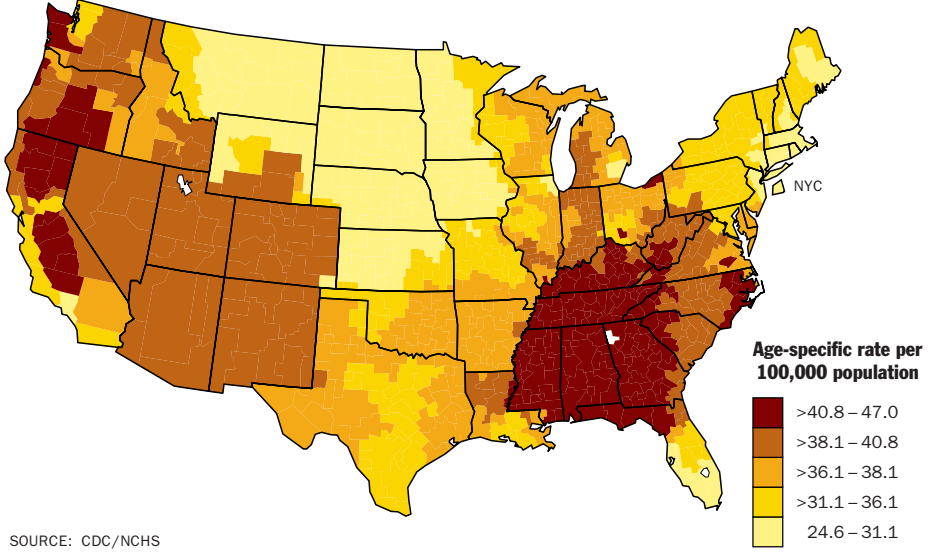 NYC
Age-specific rate per
100,000 population
>40.8 – 47.0
>38.1 – 40.8
>36.1 – 38.1
>31.1 – 36.1
24.6 – 31.1
SOURCE: CDC/NCHS